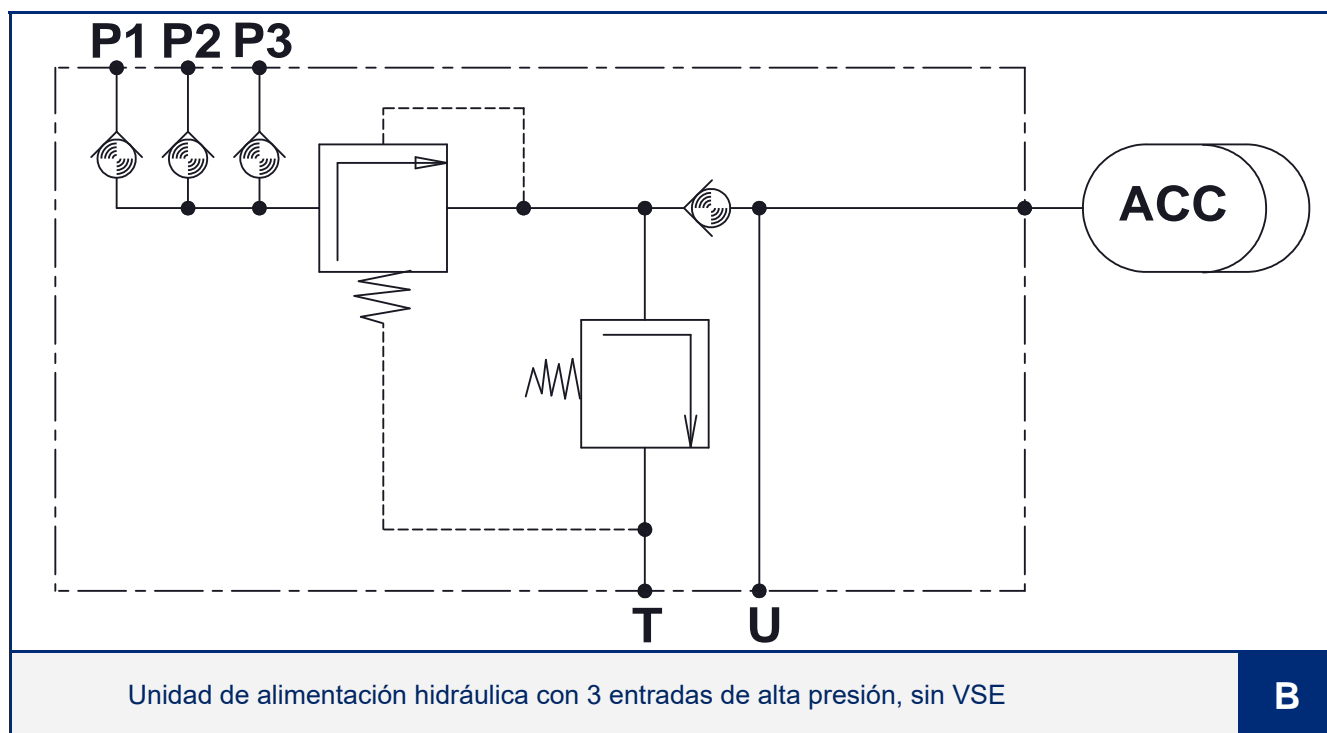 P1 P2 P3
ACC
T U
Unidad de alimentación hidráulica con 3 entradas de alta presión, sin VSE
B